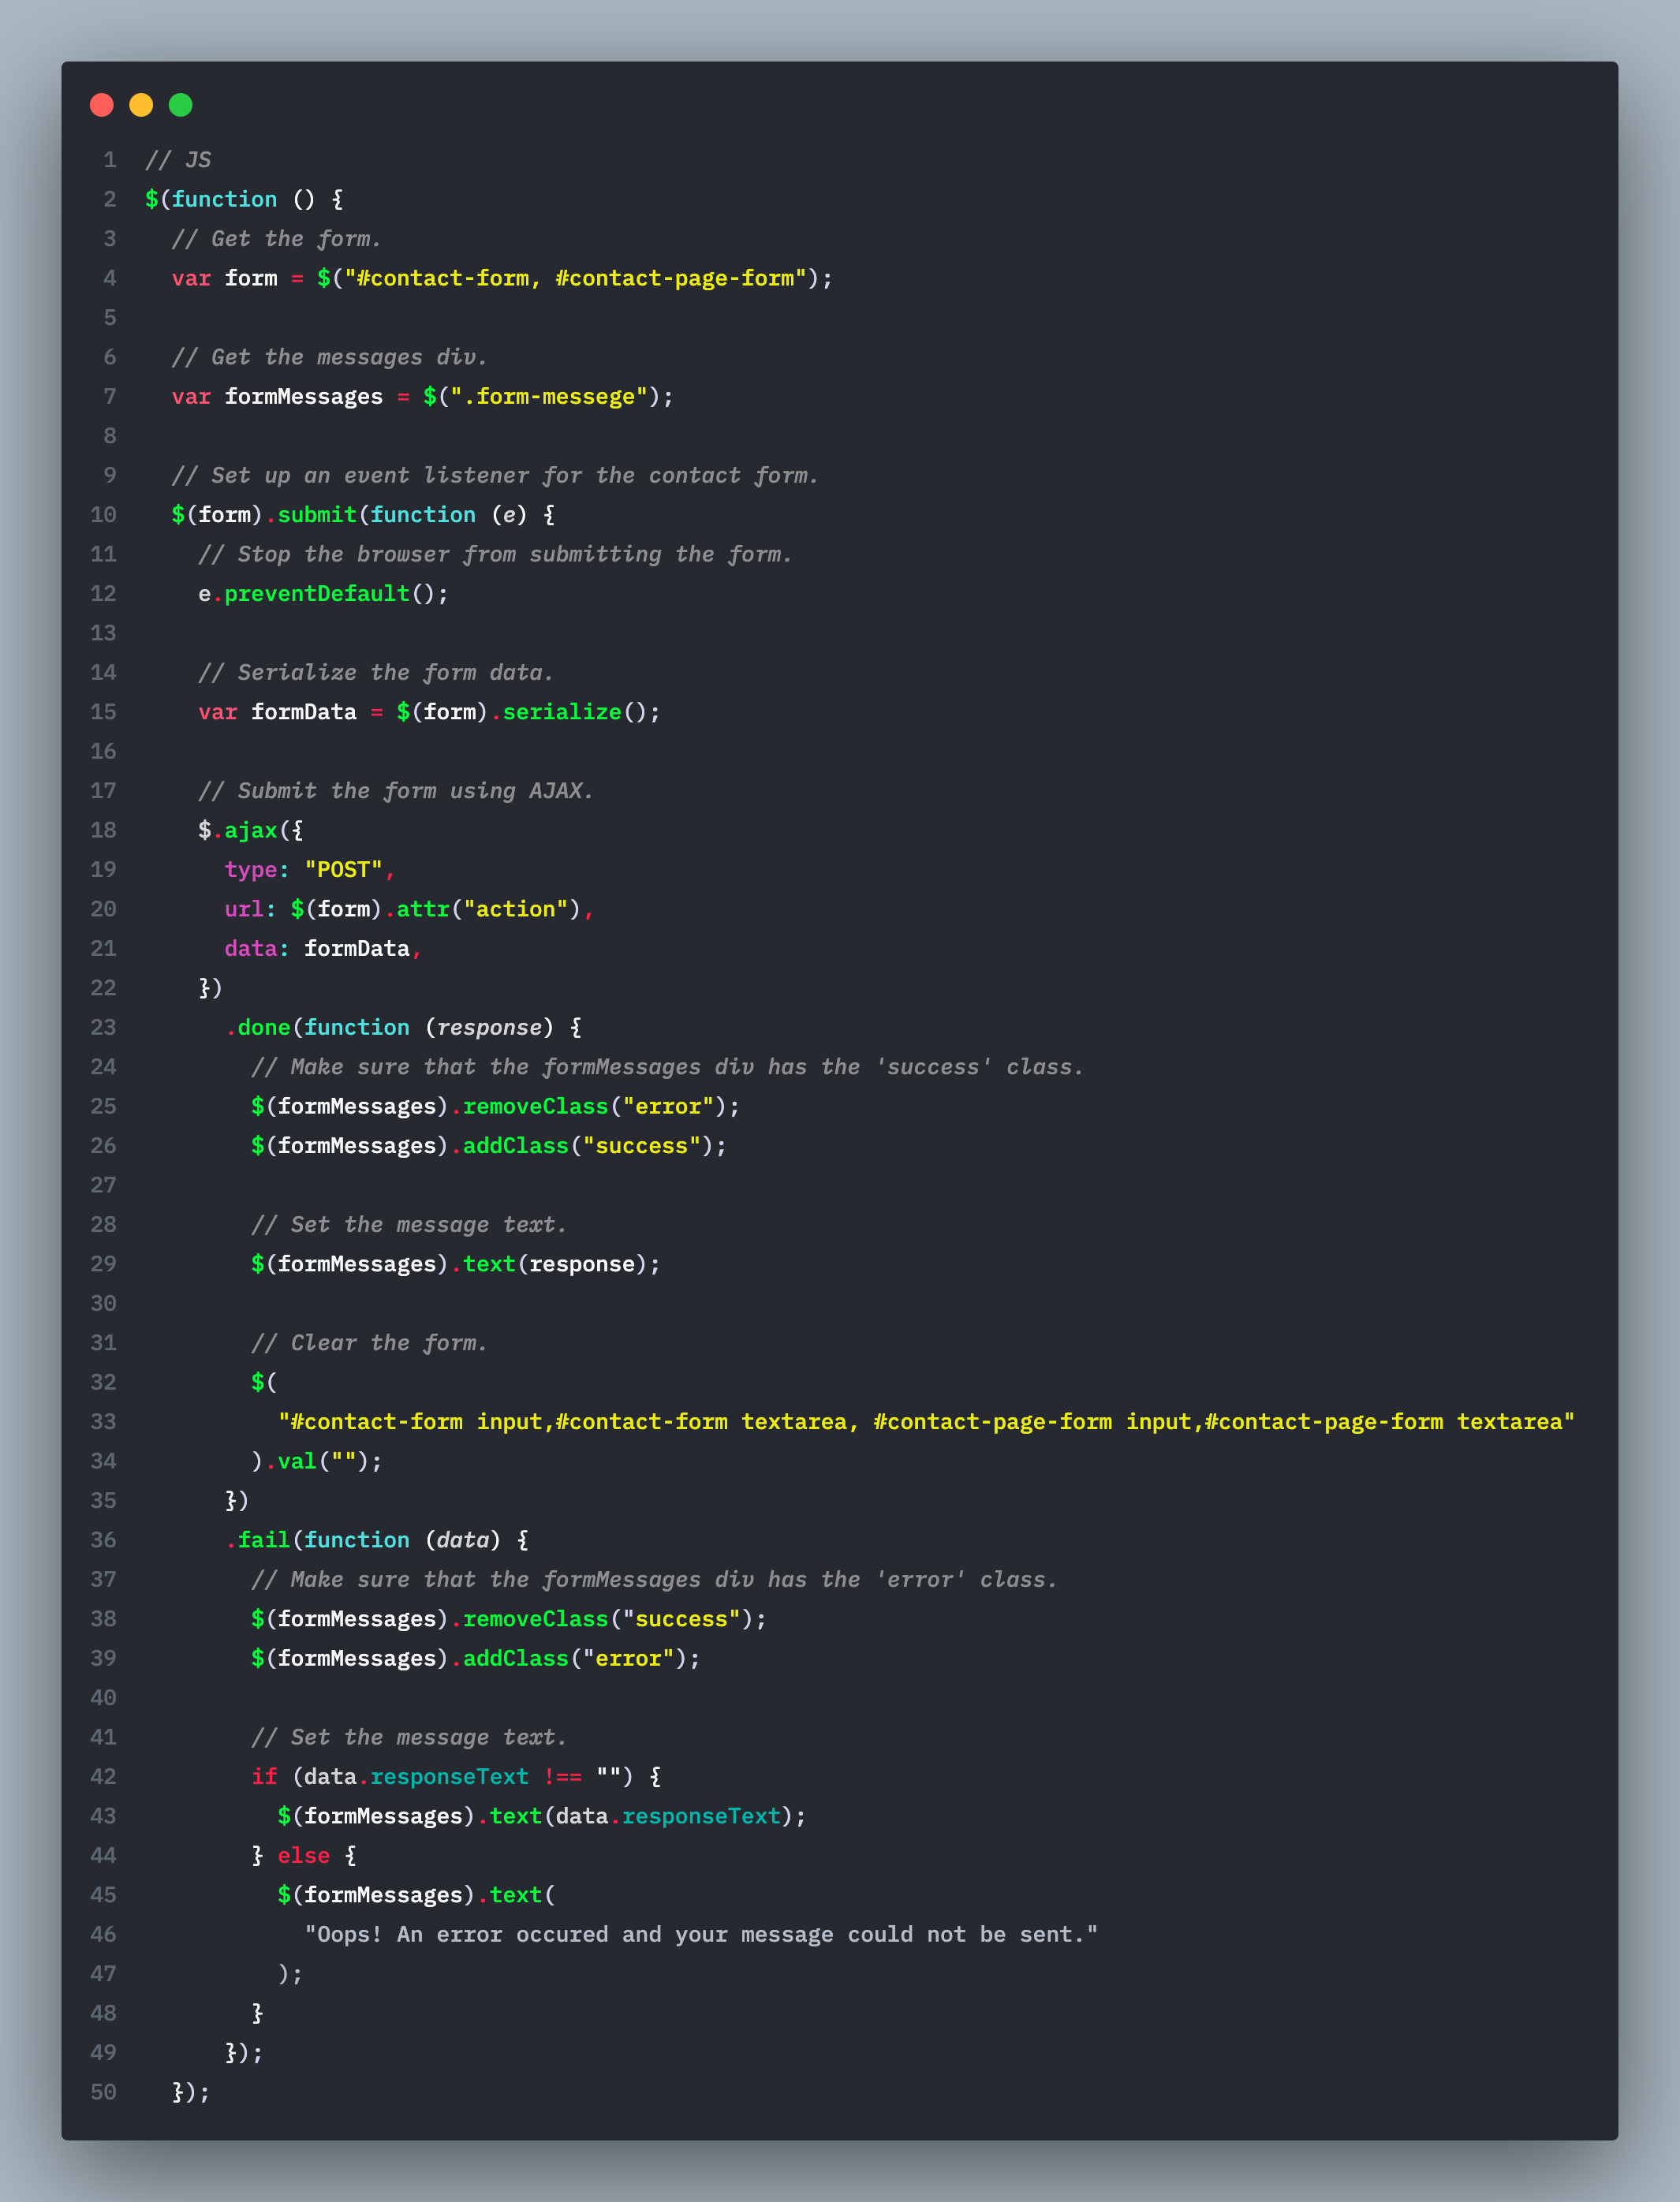 1 // JS
2 $(function () {
3   // Get the form.
4   var form = $("#contact-form, #contact-page-form");
5
6   // Get the messages div.
7   var formMessages = $(".form-messege");
8
9   // Set up an event listener for the contact form.
10   $(form).submit(function (e) {
11     // Stop the browser from submitting the form.
12     e.preventDefault();
13
14     // Serialize the form data.
15     var formData = $(form).serialize();
16
17     // Submit the form using AJAX.
18     $.ajax({
19       type: "POST",
20       url: $(form).attr("action"),
21       data: formData,
22     })
23       .done(function (response) {
24         // Make sure that the formMessages div has the 'success' class.
25         $(formMessages).removeClass("error");
26         $(formMessages).addClass("success");
27
28         // Set the message text.
29         $(formMessages).text(response);
30
31         // Clear the form.
32         $(
33           "#contact-form input,#contact-form textarea, #contact-page-form input,#contact-page-form textarea"
34         ).val("");
35       })
36       .fail(function (data) {
37         // Make sure that the formMessages div has the 'error' class.
38         $(formMessages).removeClass("success");
39         $(formMessages).addClass("error");
40
41         // Set the message text.
42         if (data.responseText !== "") {
43           $(formMessages).text(data.responseText);
44         } else {
45           $(formMessages).text(
46             "Oops! An error occured and your message could not be sent."
47           );
48         }
49       });
50   });